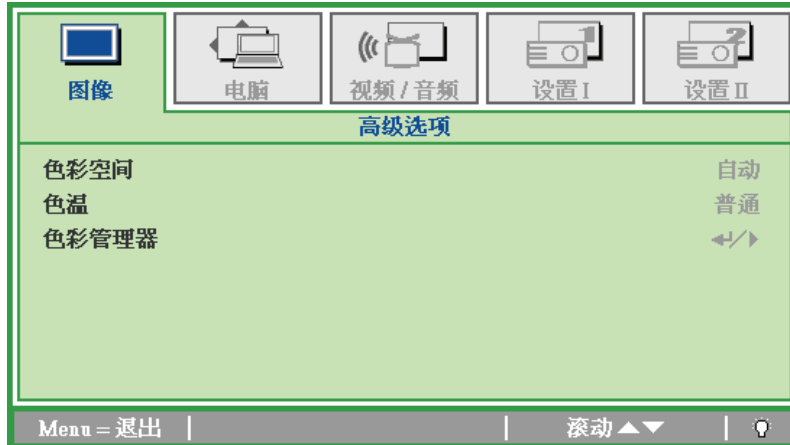 图像
电脑
视频 / 音频
设置 I
设置 II
高级选项
色彩空间 自动
色温 普通
色彩管理器
Menu = 退出 滚动▲▼